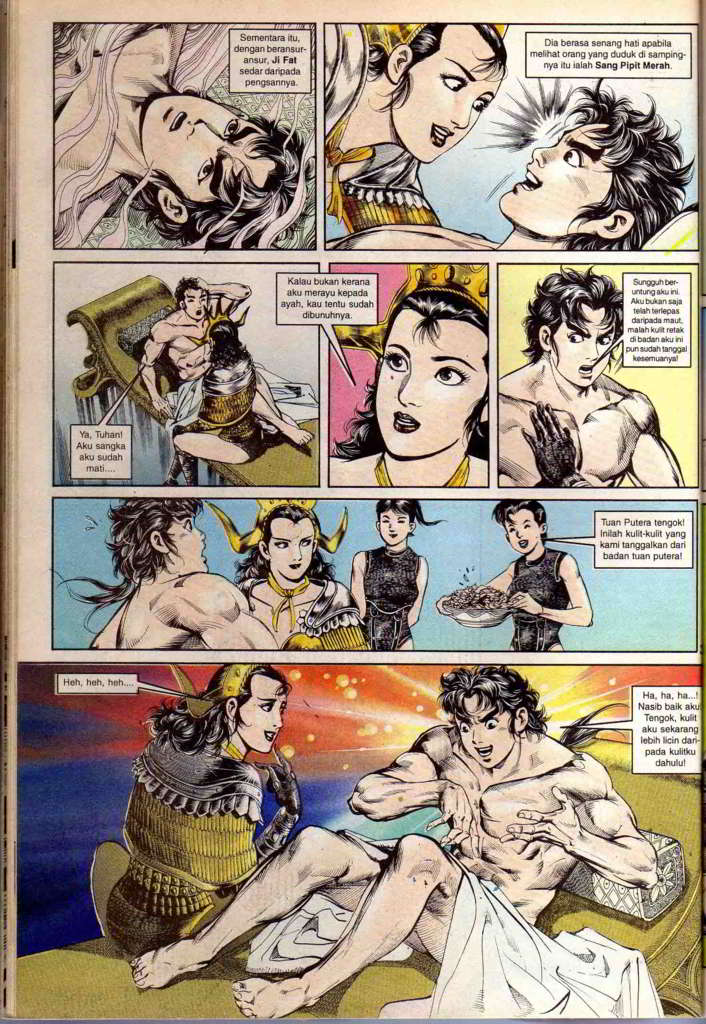 Sementara itu,
dengan beransur-
ansur, Ji Fat
sedar daripada
pengsannya.
Dia berasa senang hati apabila
melihat orang yang duduk di samping-
nya itu ialah Sang Pipit Merah.
Ya, Tuhan!
Aku sangka
aku sudah
mati....
Kalau bukan kerana
aku merayu kepada
ayah, kau tentu sudah
dibunuhnya.
Sungguh ber-
untung aku ini.
Aku bukan saja
telah terlepas
daripada maut,
malah kulit retak
di badan aku ini
pun sudah tanggal
kesemuanya!
Tuan Putera tengok!
Inilah kulit-kulit yang
kami tanggalkan dari
badan tuan putera!
Heh, heh, heh....
Ha, ha, ha...!
Nasib baik aku
Tengok, kulit
aku sekarang
lebih licin dari-
pada kulitku
dahulu!